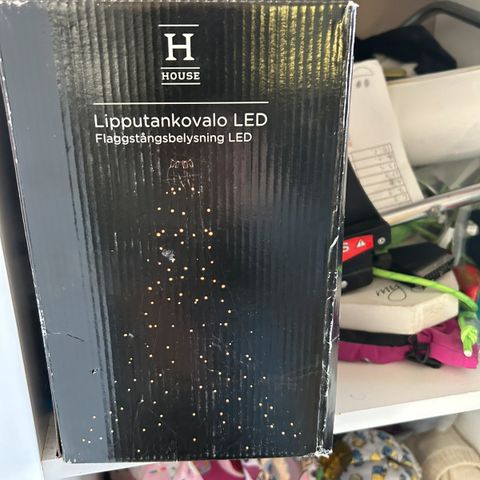 H
HOUSE
Lipputankovalo LED
Flaggstångsbelysning LED